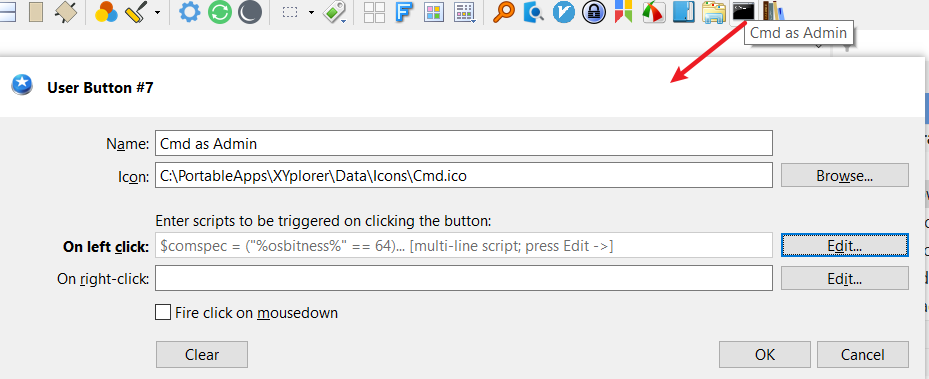 Cmd as Admin
User Button #7
Name: Cmd as Admin
Icon: C:\PortableApps\XYplorer\Data\Icons\Cmd.ico Browse...
Enter scripts to be triggered on clicking the button:
On left click: $comspec = ("%osbitness%" == 64)... [multi-line script; press Edit ->] Edit...
On right-click: Edit...
Fire click on mousedown
Clear OK Cancel